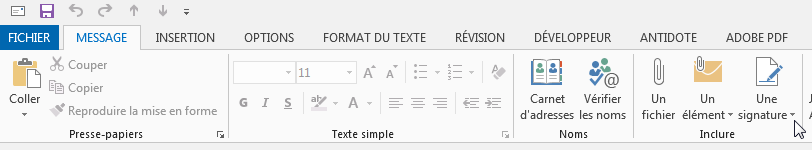 FICHIER MESSAGE INSERTION OPTIONS FORMAT DU TEXTE RÉVISION DÉVELOPPEUR ANTIDOTE ADOBE PDF
Coller
Couper
Copier
Reproduire la mise en forme
Presse-papiers
11
A A
G I S
ab A
Texte simple
Carnet
d'adresses
Vérifier
les noms
Noms
Un
fichier
Un
élément
Une
signature
Inclure